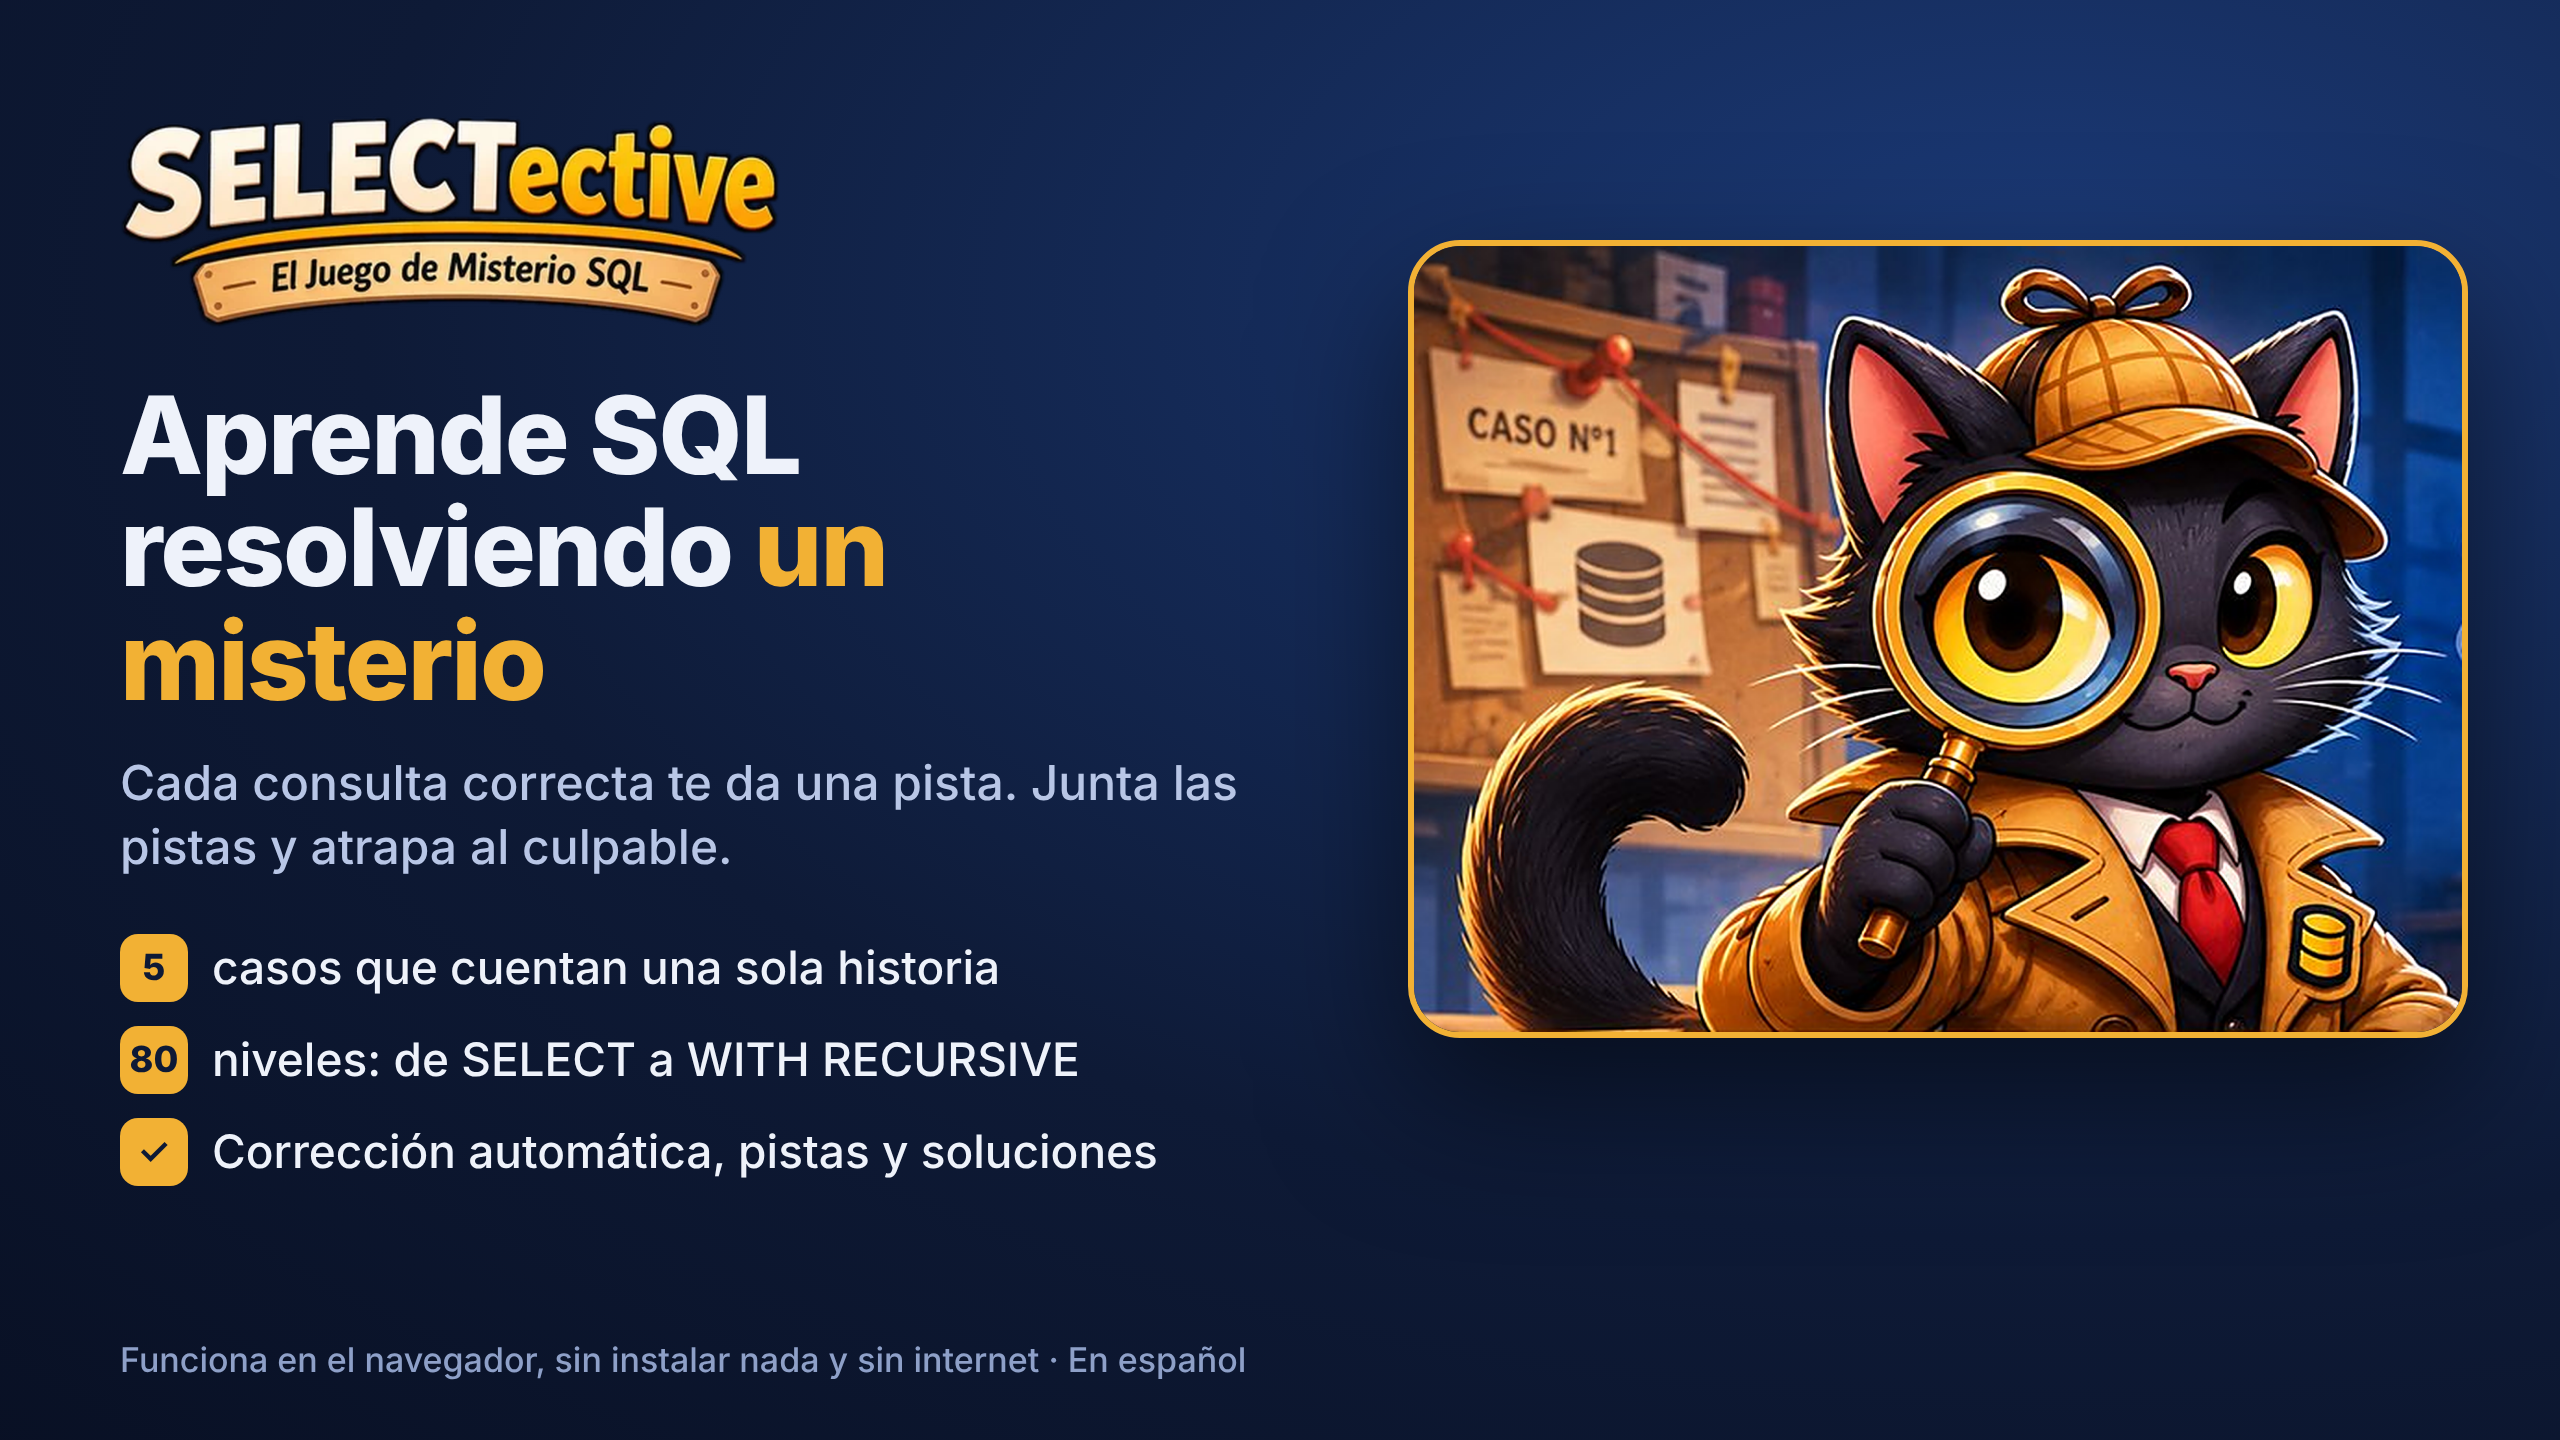 SELECTective
El Juego de Misterio SQL
Aprende SQL
resolviendo un
misterio
Cada consulta correcta te da una pista. Junta las
pistas y atrapa al culpable.
5 casos que cuentan una sola historia
80 niveles: de SELECT a WITH RECURSIVE
✓ Corrección automática, pistas y soluciones
Funciona en el navegador, sin instalar nada y sin internet · En español
CASO Nº1